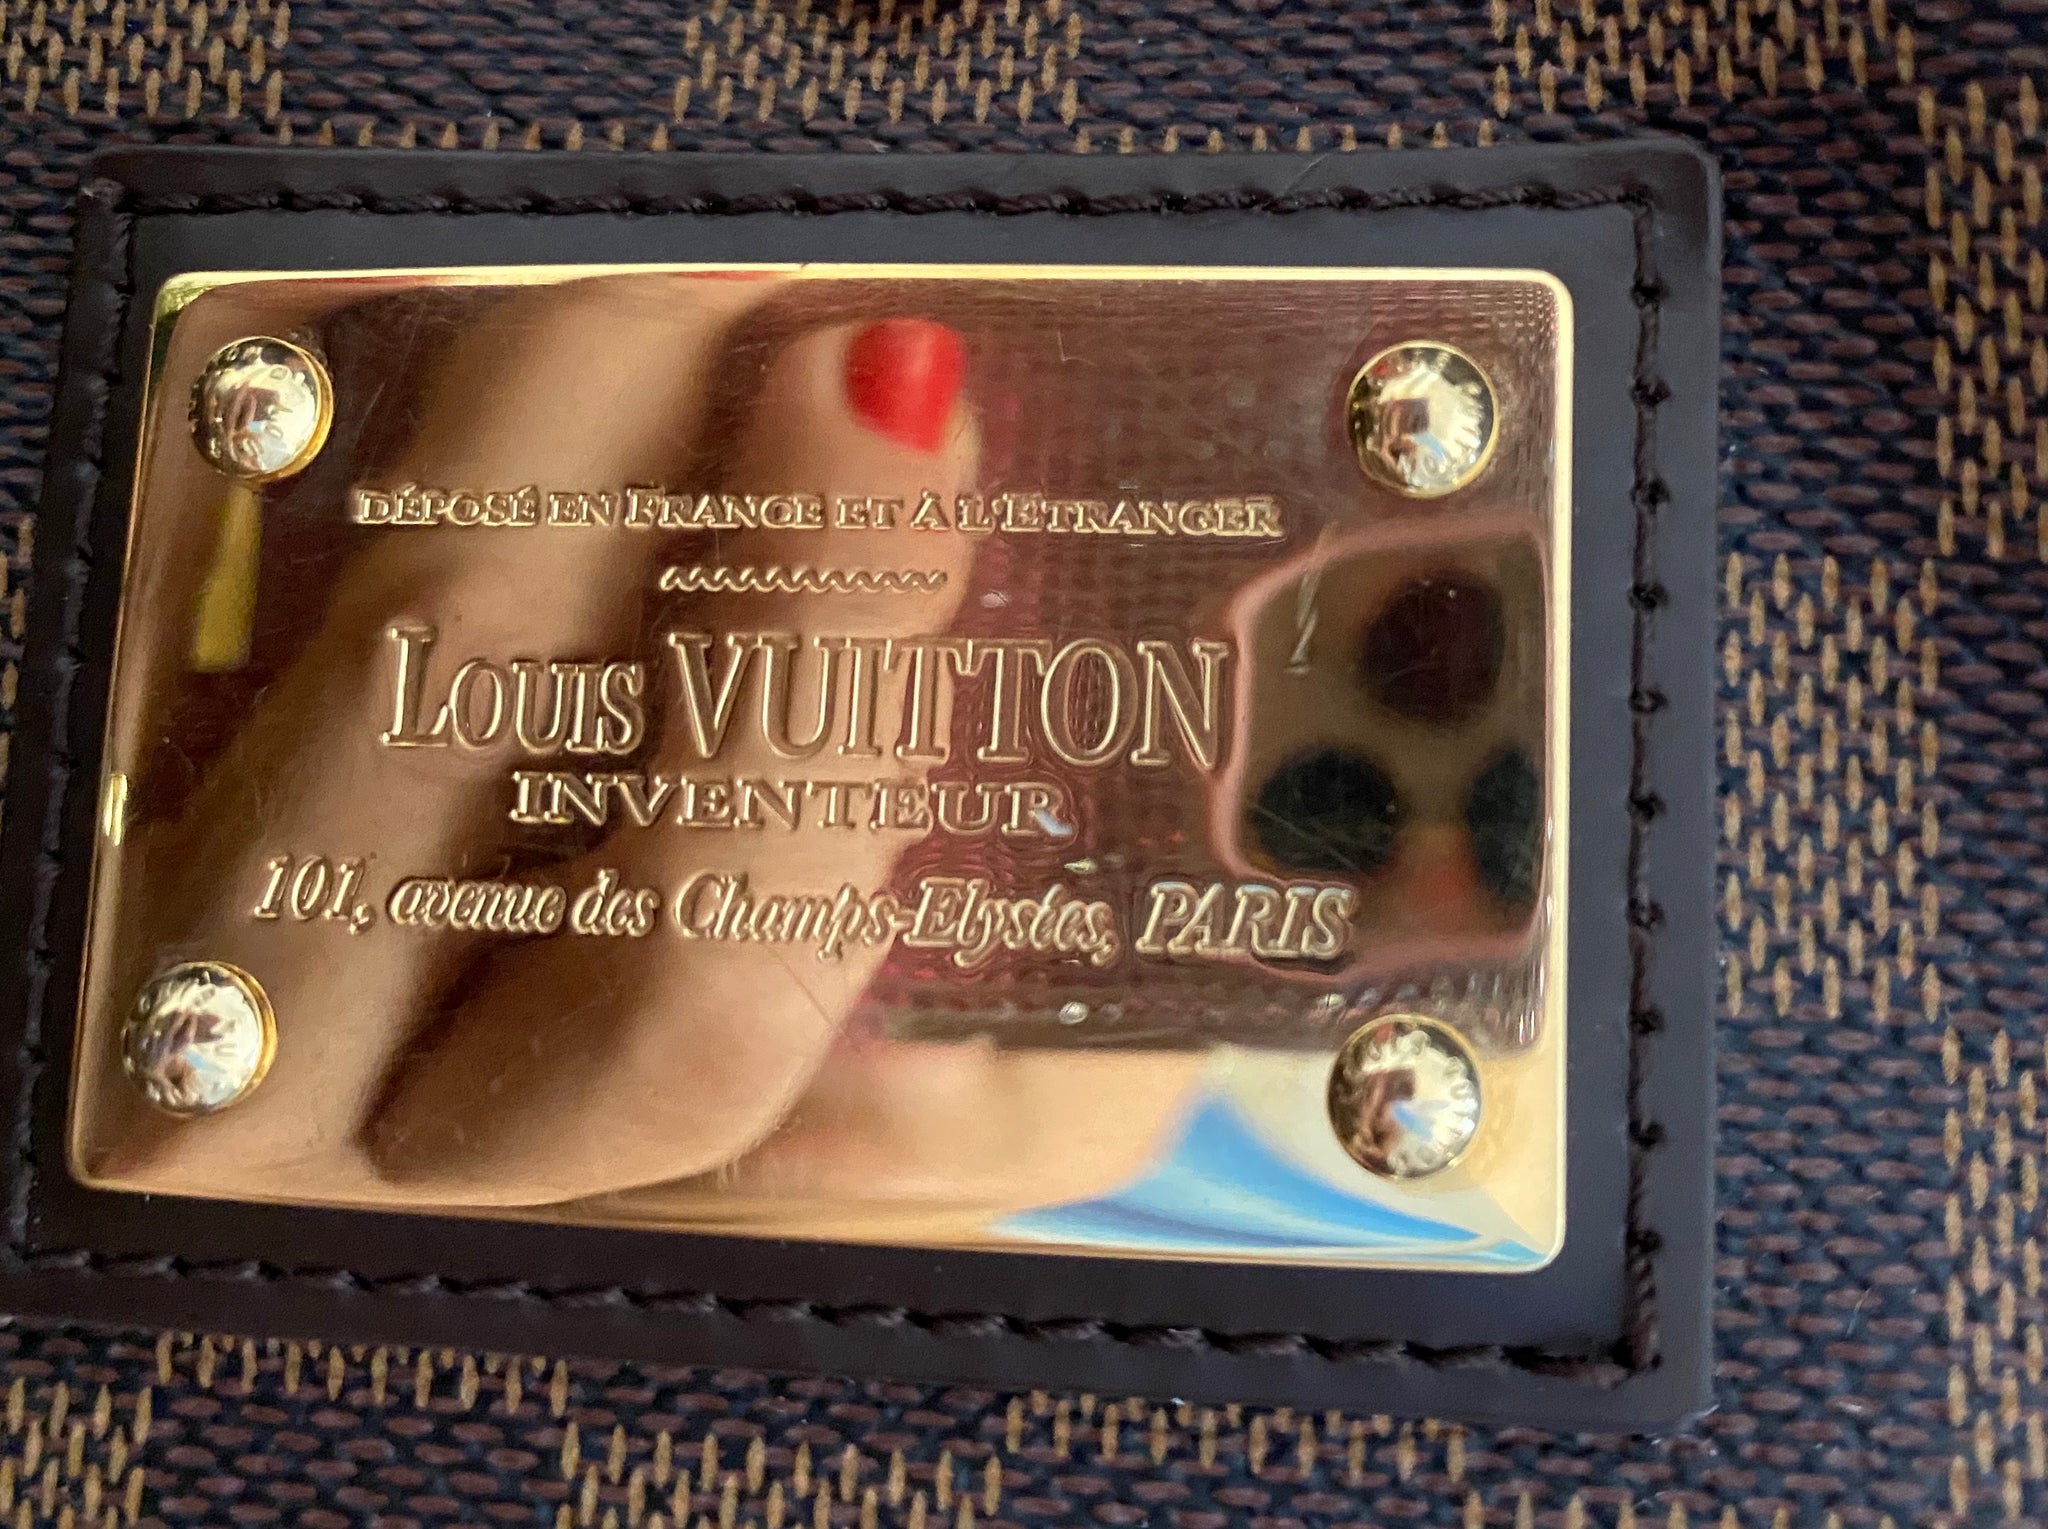 DÉPOSÉ EN FRANCE ET À L'ETRANGER
LOUIS VUITTON
INVENTEUR
101, avenue des Champs-Elysées, PARIS